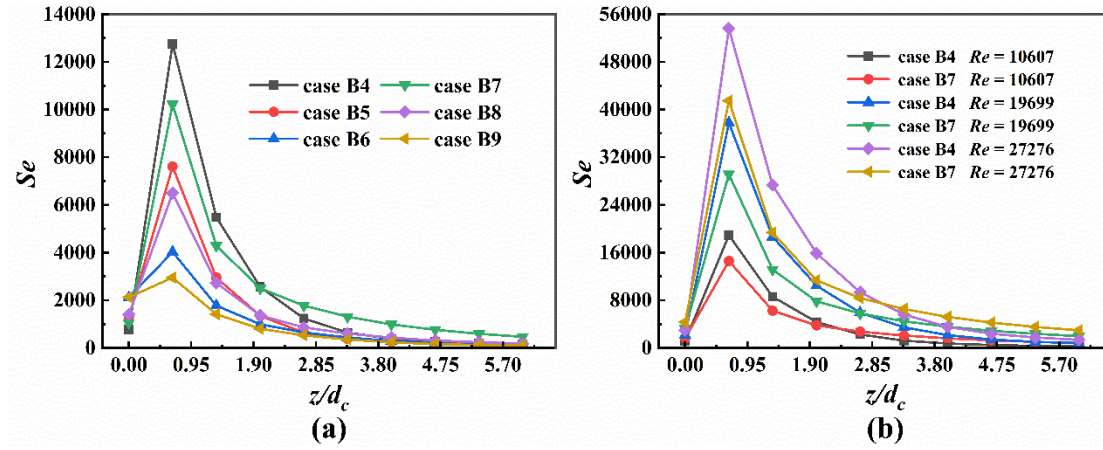 14000
12000
10000
8000
6000
4000
2000
0
Se
case B4
case B7
case B5
case B8
case B6
case B9
0.00 0.95 1.90 2.85 3.80 4.75 5.70
z/d_c
(a)
56000
48000
40000
32000
24000
16000
8000
0
Se
case B4 Re = 10607
case B7 Re = 10607
case B4 Re = 19699
case B7 Re = 19699
case B4 Re = 27276
case B7 Re = 27276
0.00 0.95 1.90 2.85 3.80 4.75 5.70
z/d_c
(b)